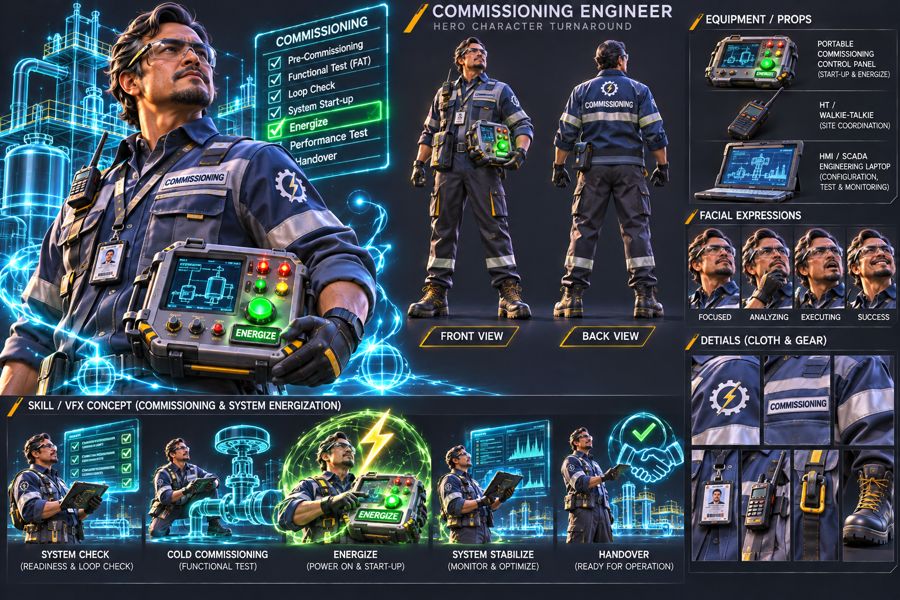 COMMISSIONING
Pre-Commissioning
Functional Test (FAT)
Loop Check
System Start-up
Energize
Performance Test
Handover
COMMISSIONING
ENERGIZE
COMMISSIONING ENGINEER
HERO CHARACTER TURNAROUND
COMMISSIONING
FRONT VIEW
BACK VIEW
EQUIPMENT / PROPS
ENERGIZE
PORTABLE
COMMISSIONING
CONTROL PANEL
(START-UP & ENERGIZE)
HT /
WALKIE-TALKIE
(SITE COORDINATION)
HMI / SCADA
ENGINEERING LAPTOP
(CONFIGURATION,
TEST & MONITORING)
FACIAL EXPRESSIONS
FOCUSED
ANALYZING
EXECUTING
SUCCESS
DETIALS (CLOTH & GEAR)
COMMISSIONING
SKILL / VFX CONCEPT (COMMISSIONING & SYSTEM ENERGIZATION)
ENERGIZE
SYSTEM CHECK
(READINESS & LOOP CHECK)
COLD COMMISSIONING
(FUNCTIONAL TEST)
ENERGIZE
(POWER ON & START-UP)
SYSTEM STABILIZE
(MONITOR & OPTIMIZE)
HANDOVER
(READY FOR OPERATION)